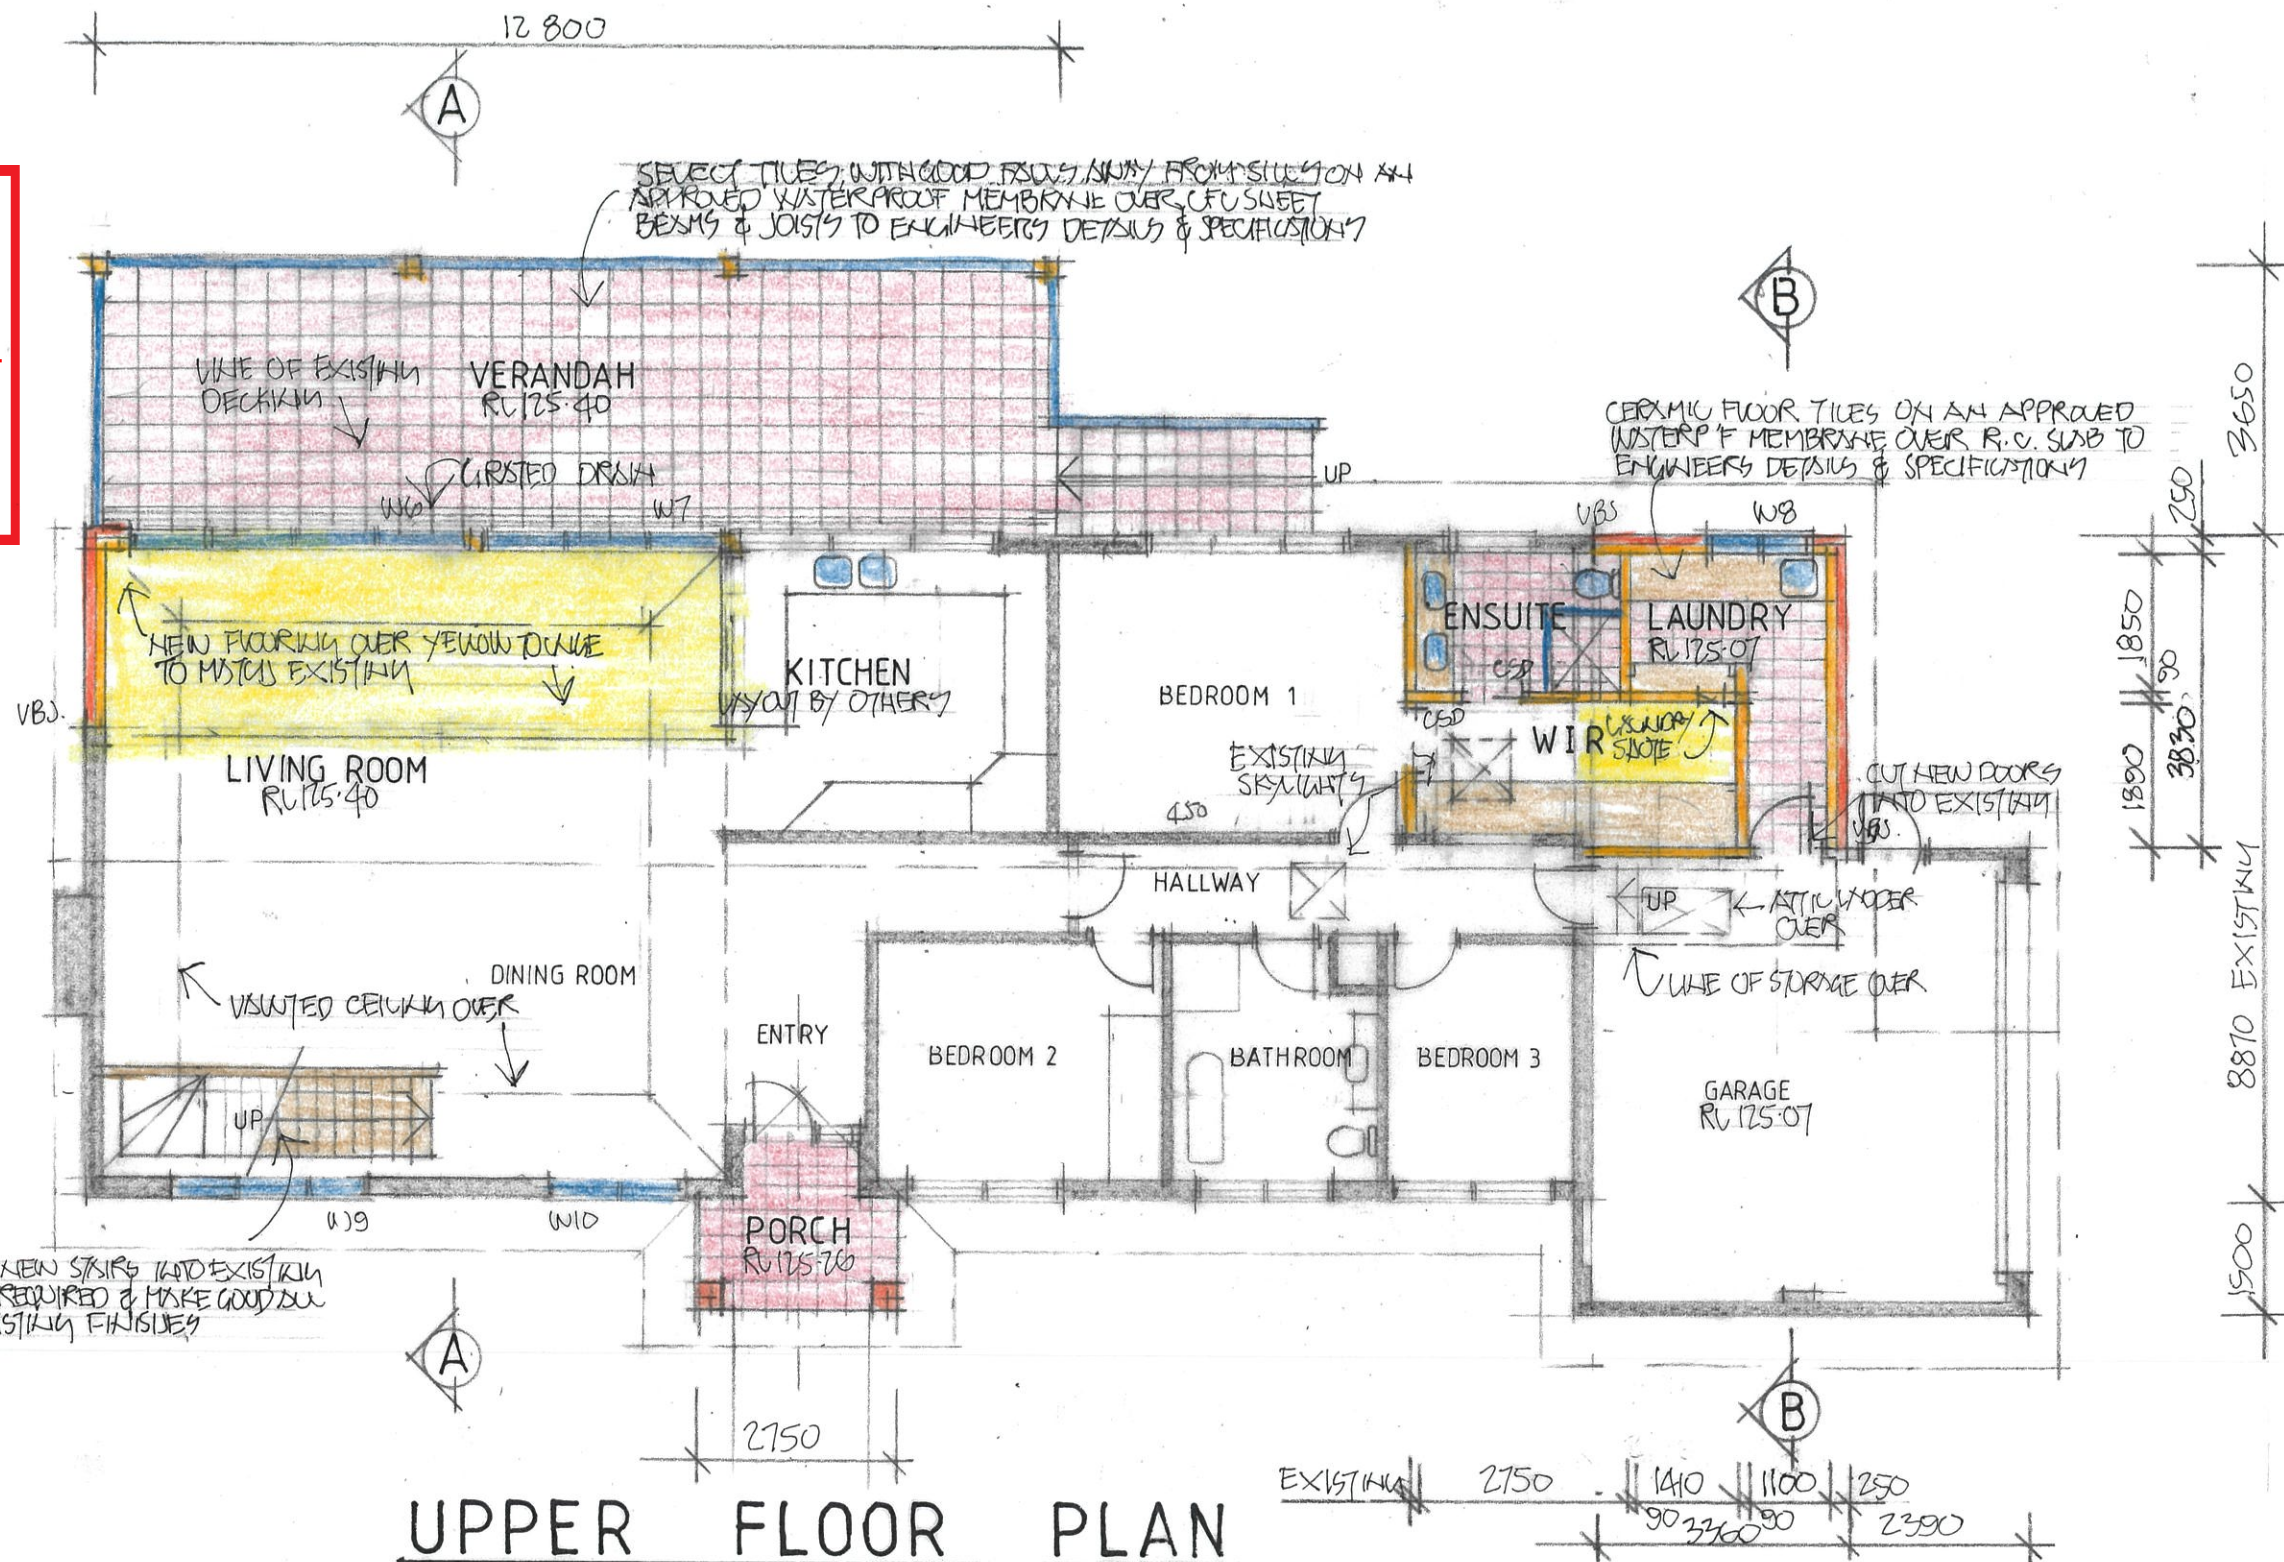 12 800
A
SELECT TILES WITH GOOD FALLS AWAY FROM SILLS ON AN
APPROVED WATERPROOF MEMBRANE OVER CFC SHEET
BEAMS & JOISTS TO ENGINEERS DETAILS & SPECIFICATIONS
B
LINE OF EXISTING
DECKING
VERANDAH
RL 125.40
3650
CERAMIC FLOOR TILES ON AN APPROVED
WATERP'F MEMBRANE OVER R.C. SLAB TO
ENGINEERS DETAILS & SPECIFICATIONS
GRATED DRAIN
UP
W6
W7
VBJ
W8
250
NEW FLOORING OVER YELLOW TONGUE
TO MATCH EXISTING
KITCHEN
LAYOUT BY OTHERS
BEDROOM 1
ENSUITE
CSD
LAUNDRY
RL 125.07
1850
90
VBJ.
CSD
WIR
LAUNDRY
SHUTE
LIVING ROOM
RL 125.40
EXISTING
SKYLIGHTS
450
CUT NEW DOORS
INTO EXISTING
VBJ.
1890
3830
HALLWAY
UP
ATTIC LADDER
OVER
LINE OF STORAGE OVER
DINING ROOM
VAULTED CEILING OVER
ENTRY
BEDROOM 2
BATHROOM
BEDROOM 3
GARAGE
RL 125.07
8870 EXISTING
UP
W9
W10
PORCH
RL 125.26
1500
NEW STAIRS INTO EXISTING
REQUIRED & MAKE GOOD ALL
STING FINISHES
A
B
2750
EXISTING
2750
1410
1100
250
90
90
3360
2390
UPPER FLOOR PLAN